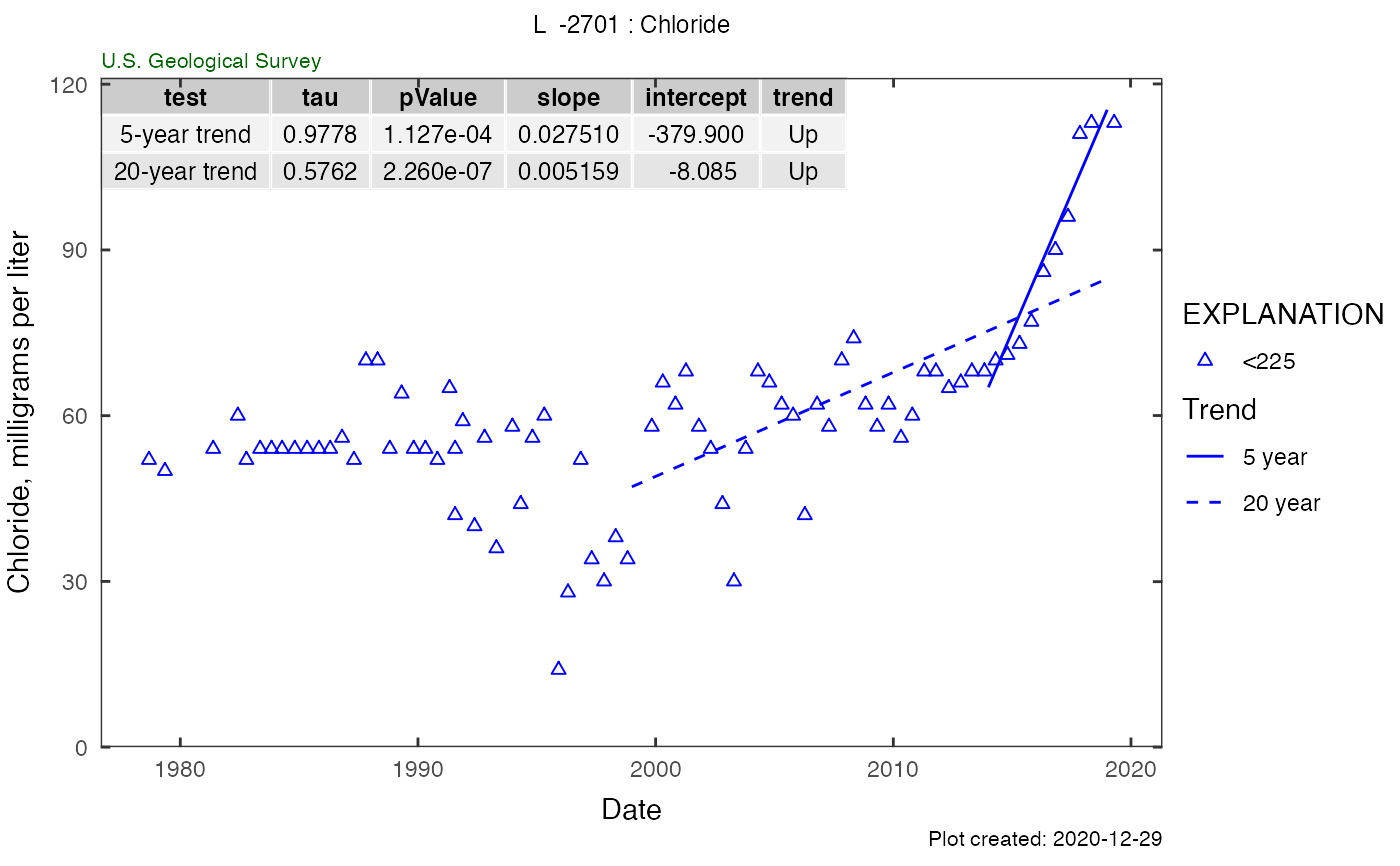 L  -2701 : Chloride
U.S. Geological Survey
test tau pValue slope intercept trend
5-year trend 0.9778 1.127e-04 0.027510 -379.900 Up
20-year trend 0.5762 2.260e-07 0.005159 -8.085 Up
120
90
60
30
0
Chloride, milligrams per liter
1980 1990 2000 2010 2020
Date
EXPLANATION
<225
Trend
5 year
20 year
Plot created: 2020-12-29